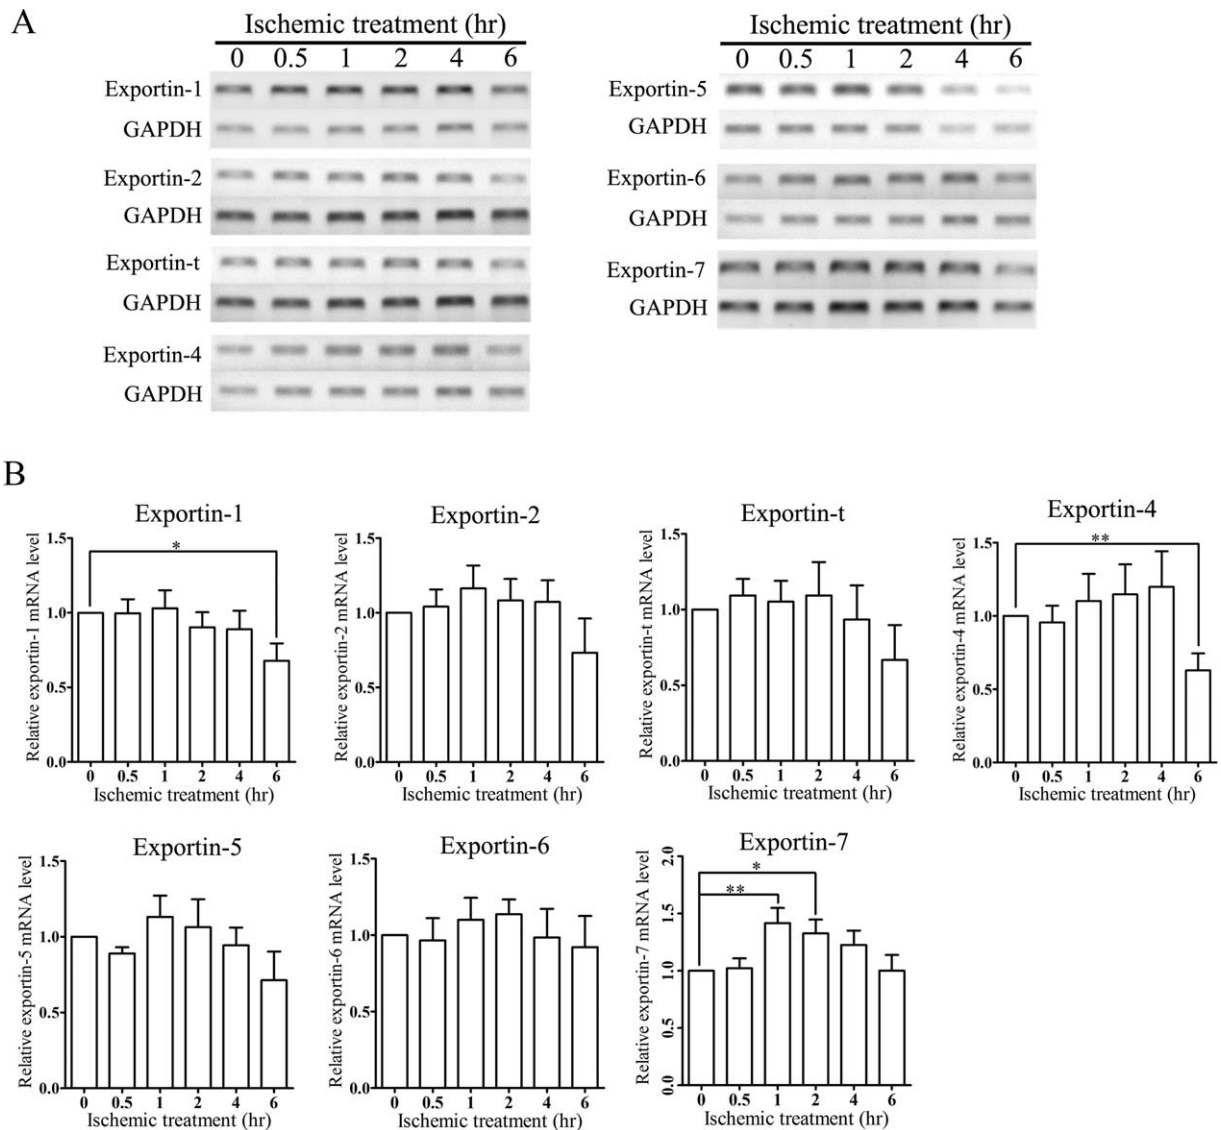 A
Ischemic treatment (hr)
0 0.5 1 2 4 6
Exportin-1
GAPDH
Exportin-2
GAPDH
Exportin-t
GAPDH
Exportin-4
GAPDH
Ischemic treatment (hr)
0 0.5 1 2 4 6
Exportin-5
GAPDH
Exportin-6
GAPDH
Exportin-7
GAPDH
B
Exportin-1
Relative exportin-1 mRNA level
1.5
1.0
0.5
0.0
*
0 0.5 1 2 4 6
Ischemic treatment (hr)
Exportin-2
Relative exportin-2 mRNA level
1.5
1.0
0.5
0.0
0 0.5 1 2 4 6
Ischemic treatment (hr)
Exportin-t
Relative exportin-t mRNA level
1.5
1.0
0.5
0.0
0 0.5 1 2 4 6
Ischemic treatment (hr)
Exportin-4
Relative exportin-4 mRNA level
1.5
1.0
0.5
0.0
**
0 0.5 1 2 4 6
Ischemic treatment (hr)
Exportin-5
Relative exportin-5 mRNA level
1.5
1.0
0.5
0.0
0 0.5 1 2 4 6
Ischemic treatment (hr)
Exportin-6
Relative exportin-6 mRNA level
1.5
1.0
0.5
0.0
0 0.5 1 2 4 6
Ischemic treatment (hr)
Exportin-7
Relative exportin-7 mRNA level
2.0
1.5
1.0
0.5
0.0
*
**
0 0.5 1 2 4 6
Ischemic treatment (hr)